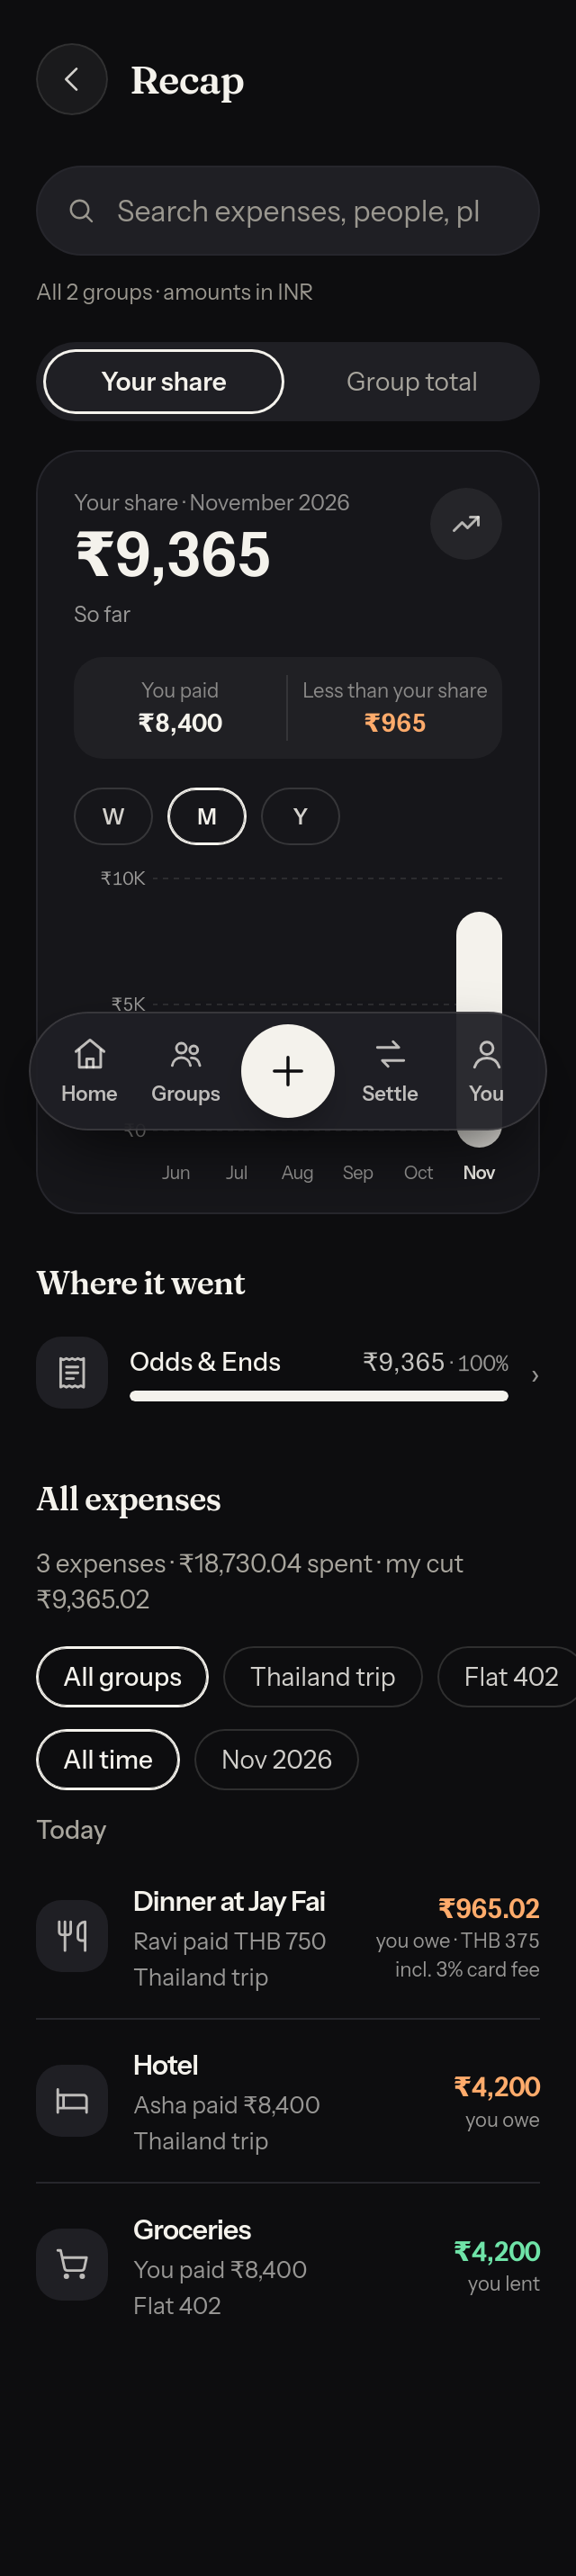 Recap
Search expenses, people, pl
All 2 groups · amounts in INR
Your share
Group total
Your share · November 2026
₹9,365
So far
You paid
₹8,400
Less than your share
₹965
W
M
Y
₹10K
₹5K
Home
Groups
Settle
You
₹0
Jun
Jul
Aug
Sep
Oct
Nov
Where it went
Odds & Ends
₹9,365 · 100%
All expenses
3 expenses · ₹18,730.04 spent · my cut
₹9,365.02
All groups
Thailand trip
Flat 402
All time
Nov 2026
Today
Dinner at Jay Fai
Ravi paid THB 750
Thailand trip
₹965.02
you owe · THB 375
incl. 3% card fee
Hotel
Asha paid ₹8,400
Thailand trip
₹4,200
you owe
Groceries
You paid ₹8,400
Flat 402
₹4,200
you lent